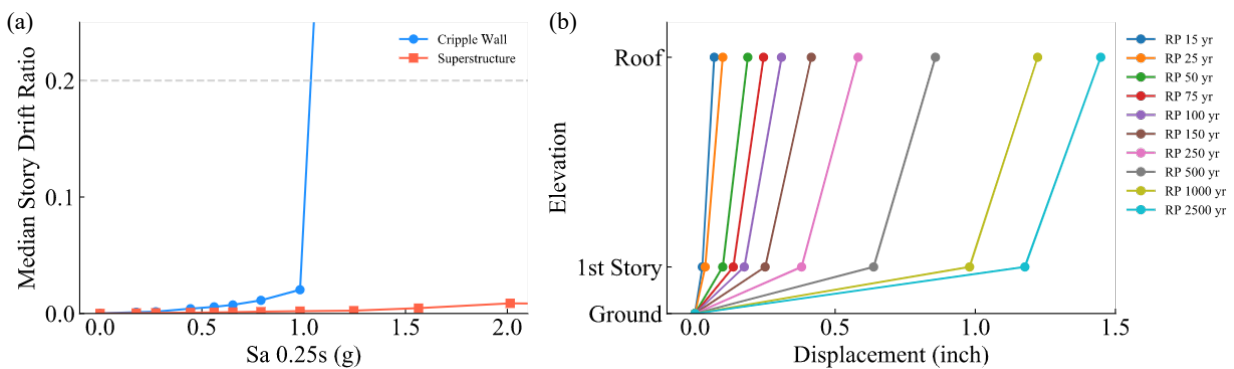 (a)
Median Story Drift Ratio
0.2
0.1
0.0
0.0 0.5 1.0 1.5 2.0
Sa 0.25s (g)
Cripple Wall
Superstructure
(b)
Elevation
Roof
1st Story
Ground
0.0 0.5 1.0 1.5
Displacement (inch)
RP 15 yr
RP 25 yr
RP 50 yr
RP 75 yr
RP 100 yr
RP 150 yr
RP 250 yr
RP 500 yr
RP 1000 yr
RP 2500 yr